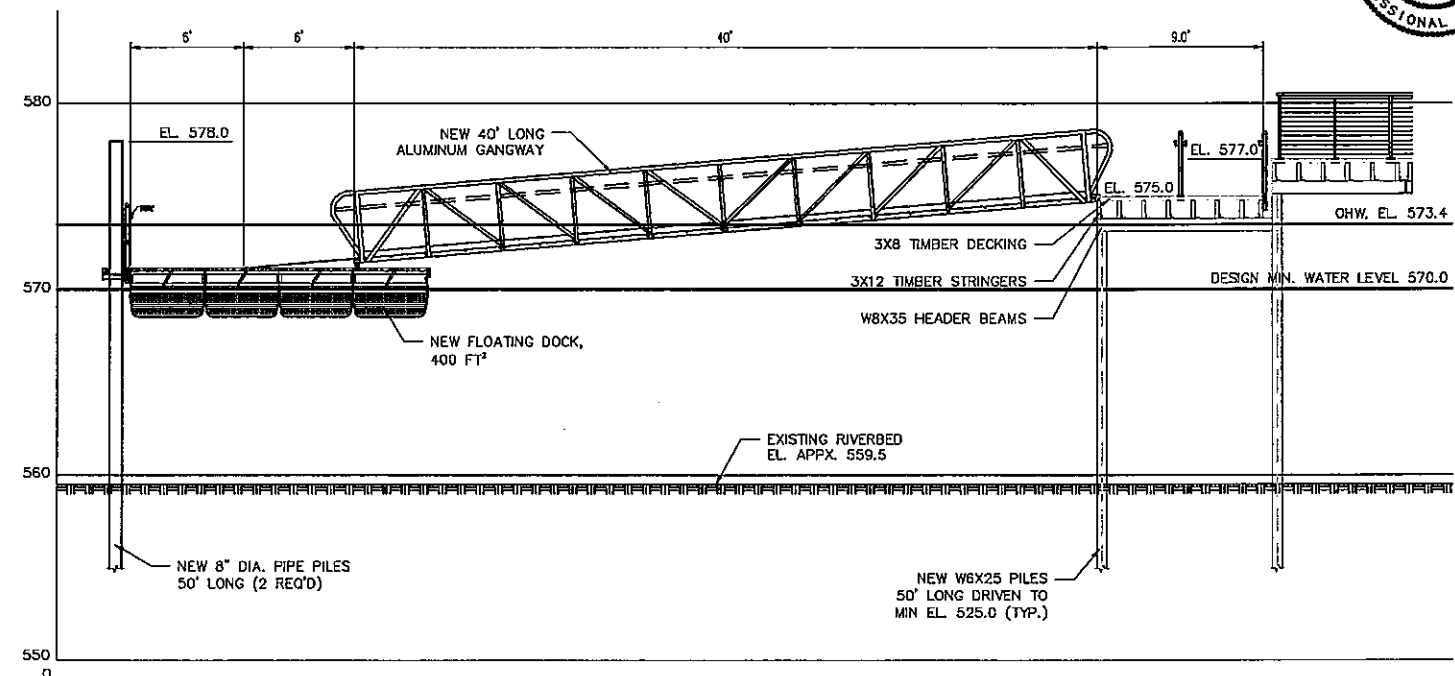 SSIONAL
6'
6'
40'
9.0'
580
EL. 578.0
NEW 40' LONG
ALUMINUM GANGWAY
EL. 577.0
EL. 575.0
OHW, EL. 573.4
3X8 TIMBER DECKING
570
3X12 TIMBER STRINGERS
DESIGN MIN. WATER LEVEL 570.0
W8X35 HEADER BEAMS
NEW FLOATING DOCK,
400 FT²
EXISTING RIVERBED
EL. APPX. 559.5
560
NEW 8" DIA. PIPE PILES
50' LONG (2 REQ'D)
NEW W6X25 PILES
50' LONG DRIVEN TO
MIN EL. 525.0 (TYP.)
550
0